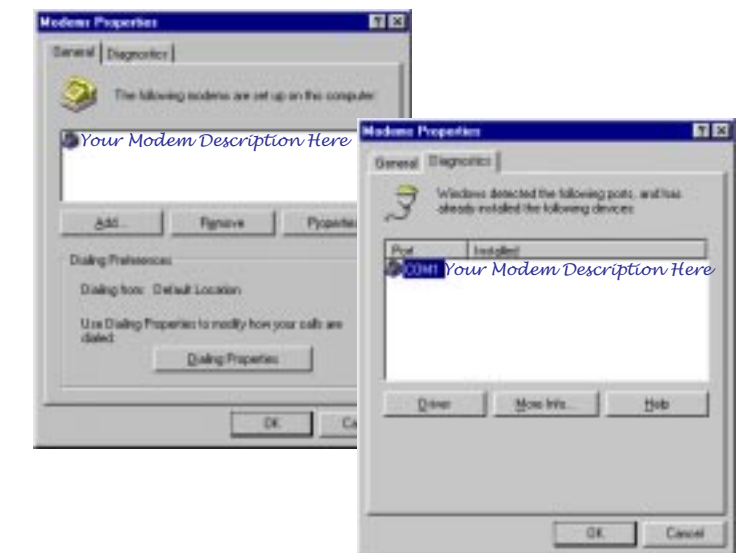 Modems Properties
General
Diagnostics
The following modems are set up on this computer:
Your Modem Description Here
Add...
Remove
Properties
Dialing Preferences
Dialing from: Default Location
Use Dialing Properties to modify how your calls are
dialed.
Dialing Properties
OK
Ca
Modems Properties
General
Diagnostics
Windows detected the following ports, and has
already installed the following devices:
Port
Installed
COM1 Your Modem Description Here
Driver
More Info...
Help
OK
Cancel